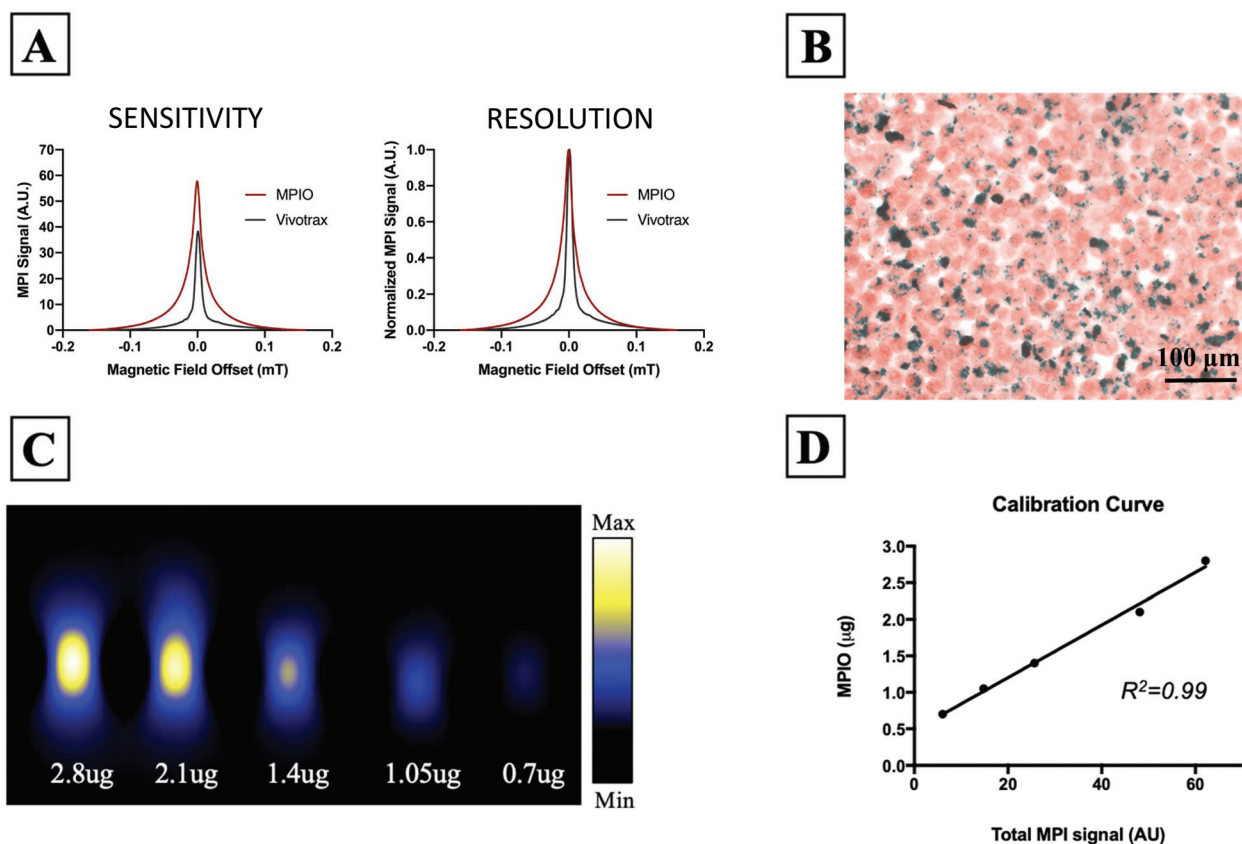 A
SENSITIVITY
MPI Signal (A.U.)
70
60
50
40
30
20
10
0
-0.2
-0.1
0.0
0.1
0.2
Magnetic Field Offset (mT)
MPIO
Vivotrax
RESOLUTION
Normalized MPI Signal (A.U.)
1.0
0.8
0.6
0.4
0.2
0.0
-0.2
-0.1
0.0
0.1
0.2
Magnetic Field Offset (mT)
MPIO
Vivotrax
B
100 µm
C
2.8ug
2.1ug
1.4ug
1.05ug
0.7ug
Max
Min
D
Calibration Curve
MPIO (µg)
3.0
2.5
2.0
1.5
1.0
0.5
0.0
0
20
40
60
R²=0.99
Total MPI signal (AU)